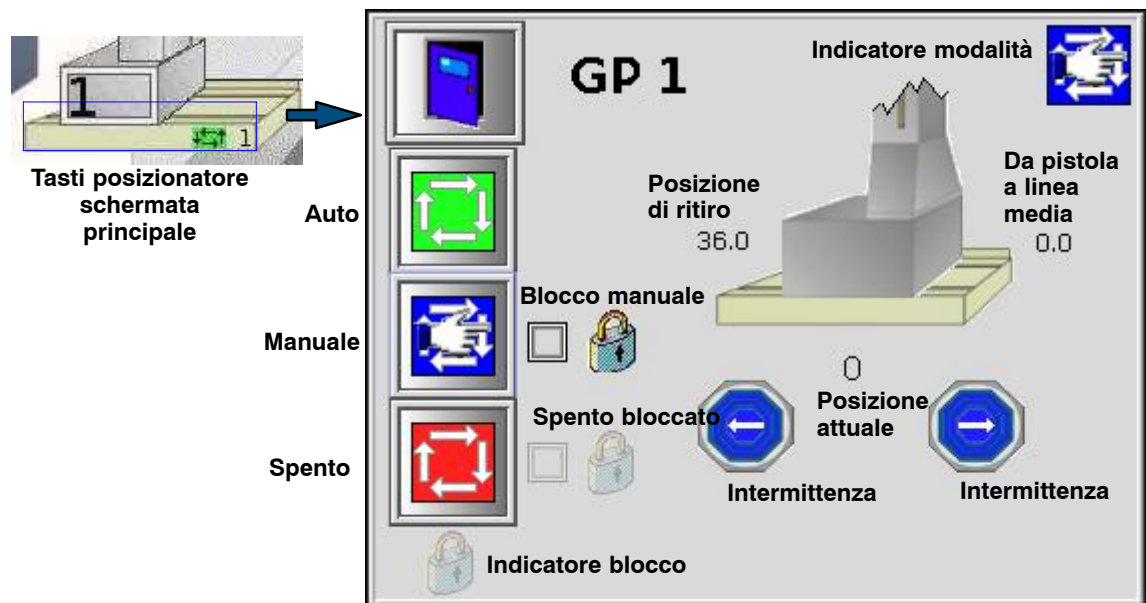 1
1
Tasti posizionatore
schermata
principale
GP 1
Indicatore modalità
Auto
Posizione
di ritiro
36.0
Da pistola
a linea
media
0.0
Manuale
Blocco manuale
0
Posizione
attuale
Spento
Spento bloccato
Intermittenza
Intermittenza
Indicatore blocco